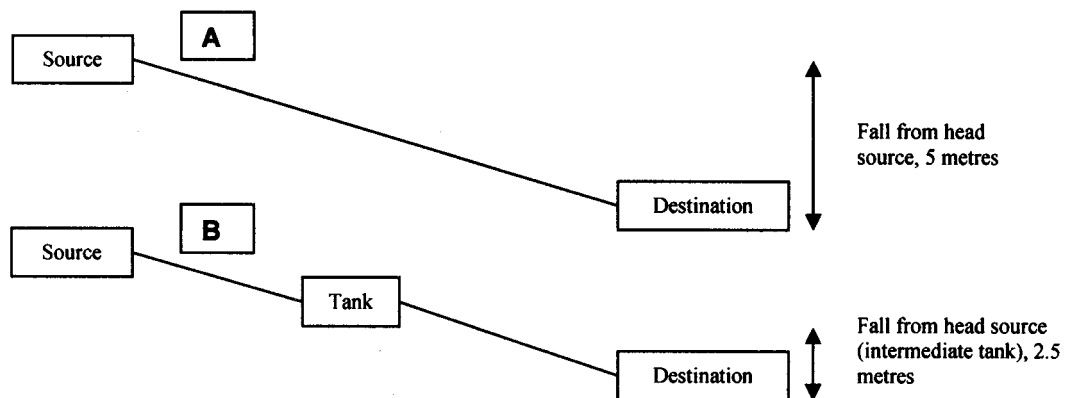 A
Source
Fall from head
source, 5 metres
Destination
B
Source
Tank
Fall from head source
(intermediate tank), 2.5
metres
Destination